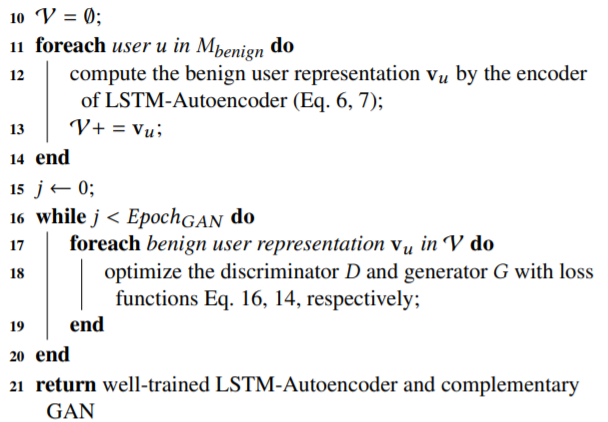 10 𝒱 = ∅;
11 foreach user u in M_benign do
12 compute the benign user representation v_u by the encoder
of LSTM-Autoencoder (Eq. 6, 7);
13 𝒱+ = v_u;
14 end
15 j ← 0;
16 while j < Epoch_GAN do
17 foreach benign user representation v_u in 𝒱 do
18 optimize the discriminator D and generator G with loss
functions Eq. 16, 14, respectively;
19 end
20 end
21 return well-trained LSTM-Autoencoder and complementary
GAN